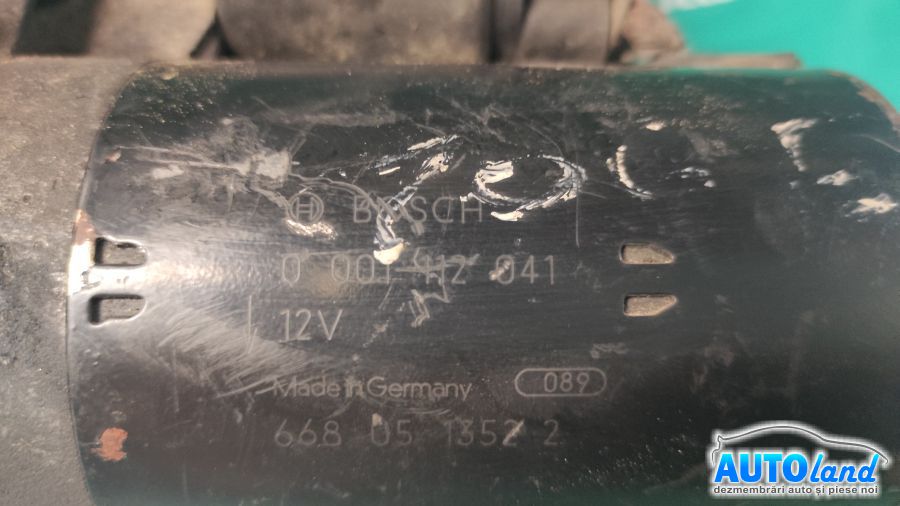 BOSCH
0 001 112 041
12V
Made in Germany 089
668 05 1352 2
AUTOland
dezmembrări auto și piese noi